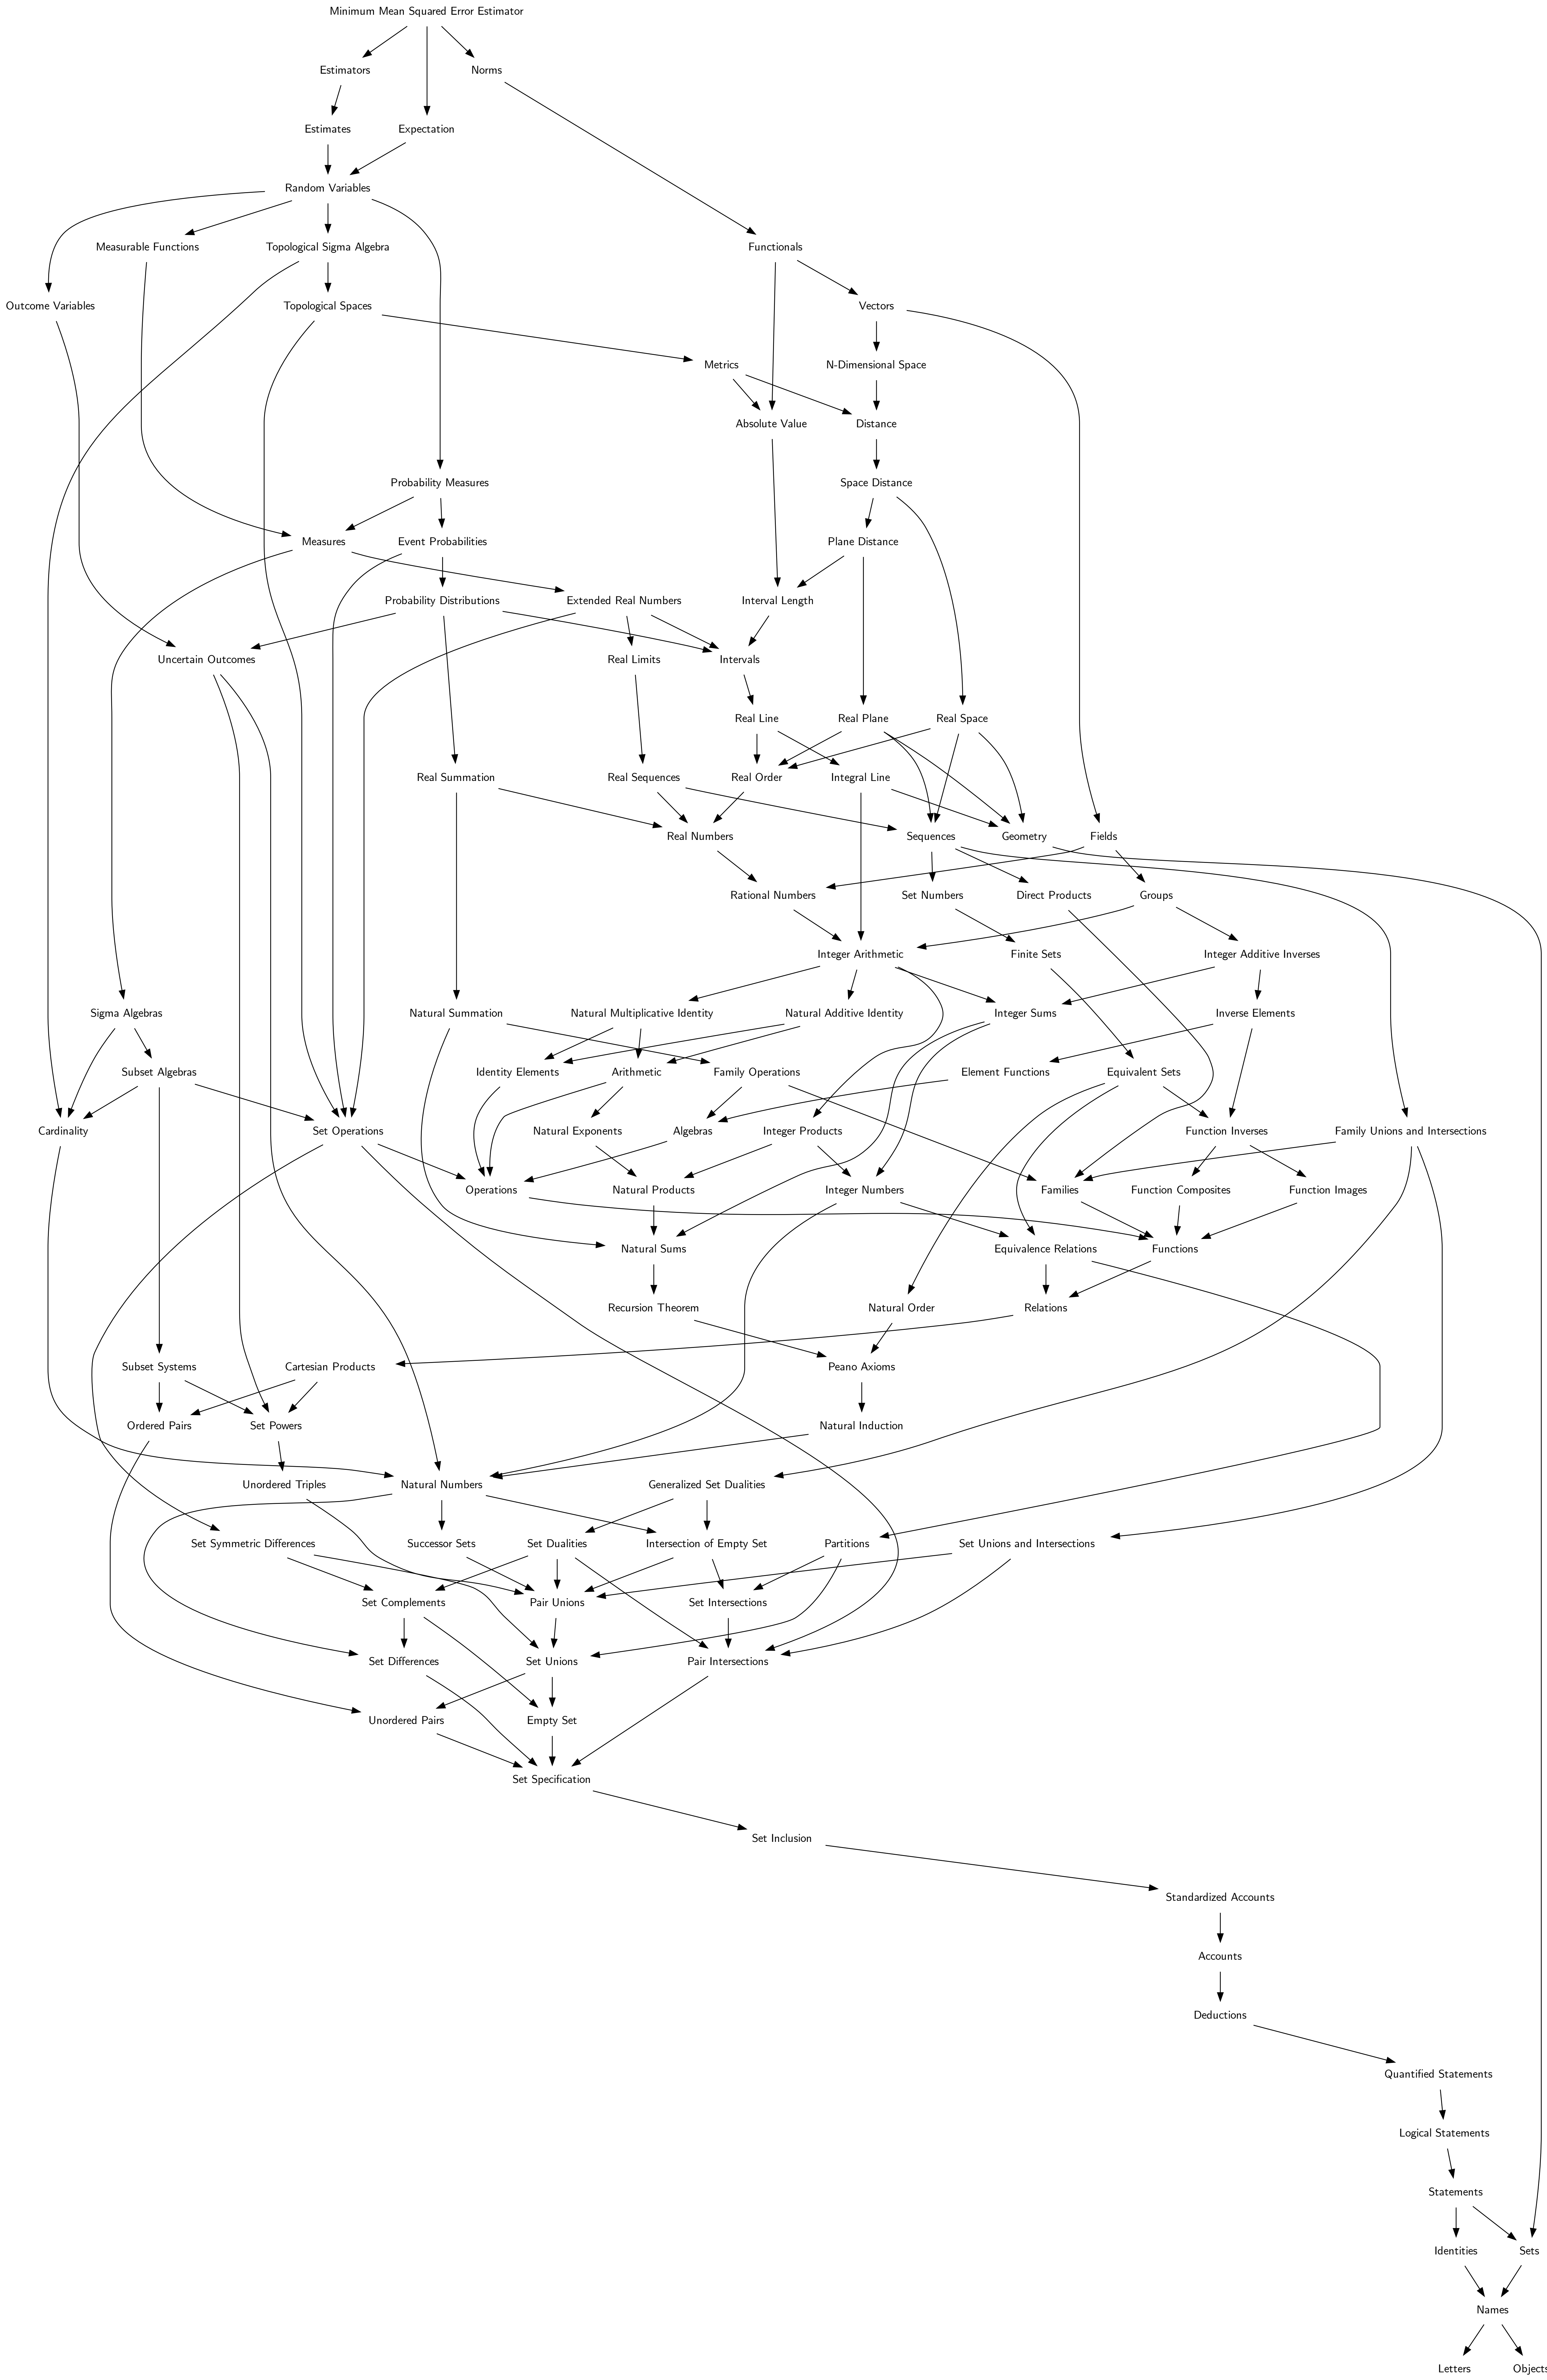 Minimum Mean Squared Error Estimator
Estimators
Norms
Estimates
Expectation
Random Variables
Measurable Functions
Topological Sigma Algebra
Functionals
Outcome Variables
Topological Spaces
Vectors
Metrics
N-Dimensional Space
Absolute Value
Distance
Probability Measures
Space Distance
Measures
Event Probabilities
Plane Distance
Probability Distributions
Extended Real Numbers
Interval Length
Uncertain Outcomes
Real Limits
Intervals
Real Line
Real Plane
Real Space
Real Summation
Real Sequences
Real Order
Integral Line
Real Numbers
Sequences
Geometry
Fields
Rational Numbers
Set Numbers
Direct Products
Groups
Integer Arithmetic
Finite Sets
Integer Additive Inverses
Sigma Algebras
Natural Summation
Natural Multiplicative Identity
Natural Additive Identity
Integer Sums
Inverse Elements
Subset Algebras
Identity Elements
Arithmetic
Family Operations
Element Functions
Equivalent Sets
Cardinality
Set Operations
Natural Exponents
Algebras
Integer Products
Function Inverses
Family Unions and Intersections
Operations
Natural Products
Integer Numbers
Families
Function Composites
Function Images
Natural Sums
Equivalence Relations
Functions
Recursion Theorem
Natural Order
Relations
Subset Systems
Cartesian Products
Peano Axioms
Ordered Pairs
Set Powers
Natural Induction
Unordered Triples
Natural Numbers
Generalized Set Dualities
Set Symmetric Differences
Successor Sets
Set Dualities
Intersection of Empty Set
Partitions
Set Unions and Intersections
Set Complements
Pair Unions
Set Intersections
Set Differences
Set Unions
Pair Intersections
Unordered Pairs
Empty Set
Set Specification
Set Inclusion
Standardized Accounts
Accounts
Deductions
Quantified Statements
Logical Statements
Statements
Identities
Sets
Names
Letters
Objects